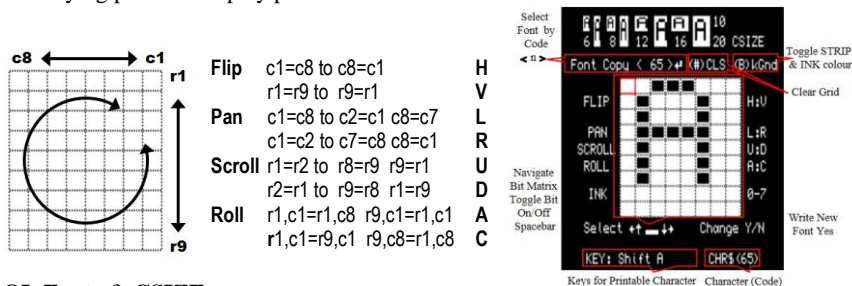 c8 c1
r1
r9
Flip c1=c8 to c8=c1 H
r1=r9 to r9=r1 V
Pan c1=c8 to c2=c1 c8=c7 L
c1=c2 to c7=c8 c8=c1 R
Scroll r1=r2 to r8=r9 r9=r1 U
r2=r1 to r9=r8 r1=r9 D
Roll r1,c1=r1,c8 r9,c1=r1,c1 A
r1,c1=r9,c1 r9,c8=r1,c8 C
Select
Font by
Code
< n >
10
6 8 12 16 20 CSIZE
Font Copy < 65 >↵ (#)CLS (B)kGnd
Toggle STRIP
& INK colour
Clear Grid
FLIP H:V
PAN L:R
SCROLL U:D
ROLL A:C
INK 0-7
Navigate
Bit Matrix
Toggle Bit
On/Off
Spacebar
Select Change Y/N
Write New
Font Yes
KEY: Shift A CHR$(65)
Keys for Printable Character Character (Code)